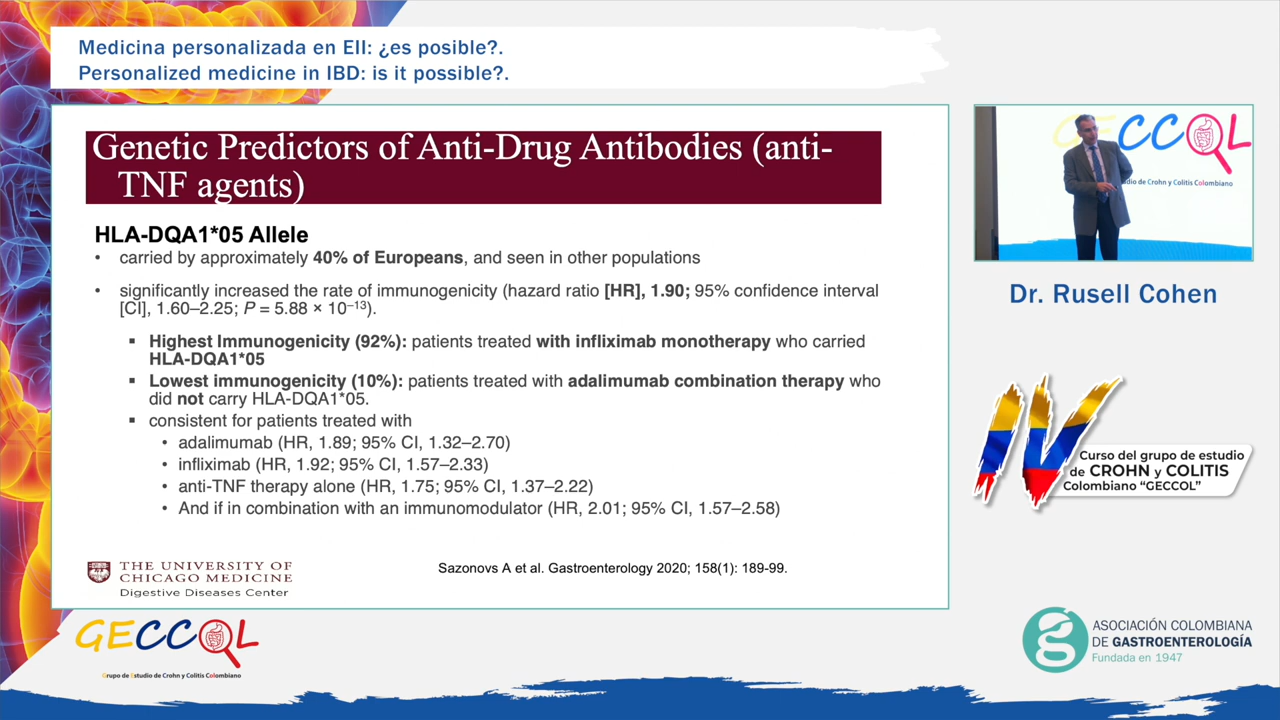 Medicina personalizada en EII: ¿es posible?.
Personalized medicine in IBD: is it possible?.
Genetic Predictors of Anti-Drug Antibodies (anti-
TNF agents)
HLA-DQA1*05 Allele
• carried by approximately 40% of Europeans, and seen in other populations
• significantly increased the rate of immunogenicity (hazard ratio [HR], 1.90; 95% confidence interval
[CI], 1.60–2.25; P = 5.88 × 10⁻¹³).
▪ Highest Immunogenicity (92%): patients treated with infliximab monotherapy who carried
HLA-DQA1*05
▪ Lowest immunogenicity (10%): patients treated with adalimumab combination therapy who
did not carry HLA-DQA1*05.
▪ consistent for patients treated with
• adalimumab (HR, 1.89; 95% CI, 1.32–2.70)
• infliximab (HR, 1.92; 95% CI, 1.57–2.33)
• anti-TNF therapy alone (HR, 1.75; 95% CI, 1.37–2.22)
• And if in combination with an immunomodulator (HR, 2.01; 95% CI, 1.57–2.58)
THE UNIVERSITY OF
CHICAGO MEDICINE
Digestive Diseases Center
Sazonovs A et al. Gastroenterology 2020; 158(1): 189-99.
GECCOL
dio de Crohn y Colitis Colombiano
Dr. Rusell Cohen
IV
Curso del grupo de estudio
de CROHN y COLITIS
Colombiano “GECCOL”
GECCOL
Grupo de Estudio de Crohn y Colitis Colombiano
ASOCIACIÓN COLOMBIANA
DE GASTROENTEROLOGÍA
Fundada en 1947